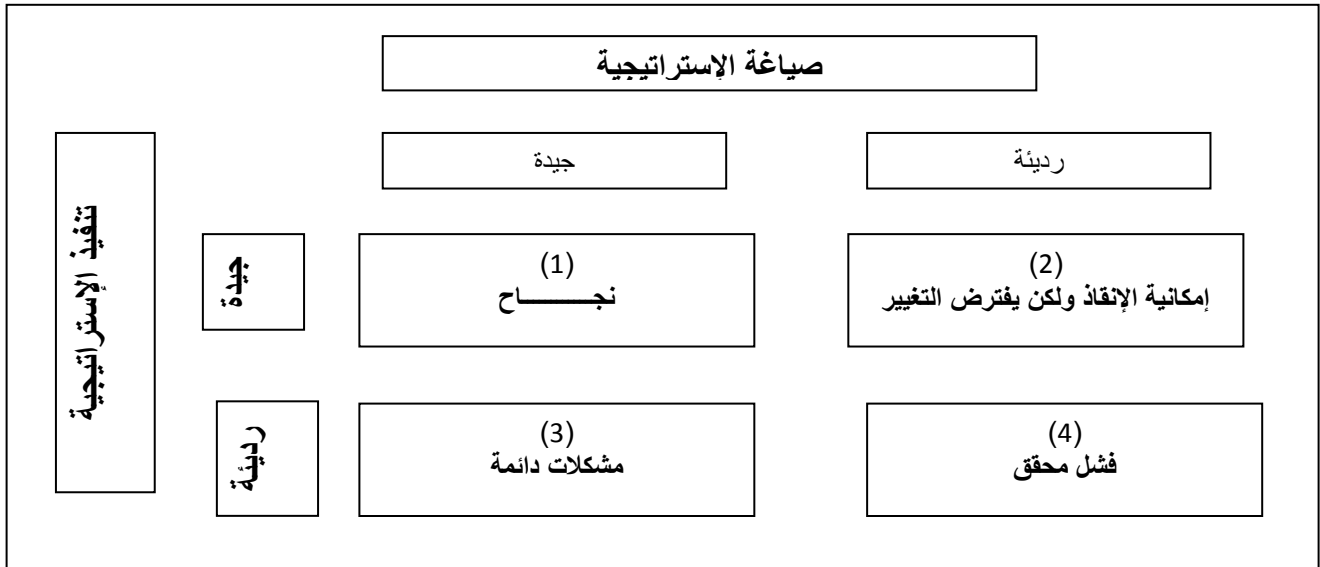 صياغة الإستراتيجية
جيدة
رديئة
تنفيذ الإستراتيجية
جيدة
(1)
نجـــــــــاح
(2)
إمكانية الإنقاذ ولكن يفترض التغيير
رديئة
(3)
مشكلات دائمة
(4)
فشل محقق